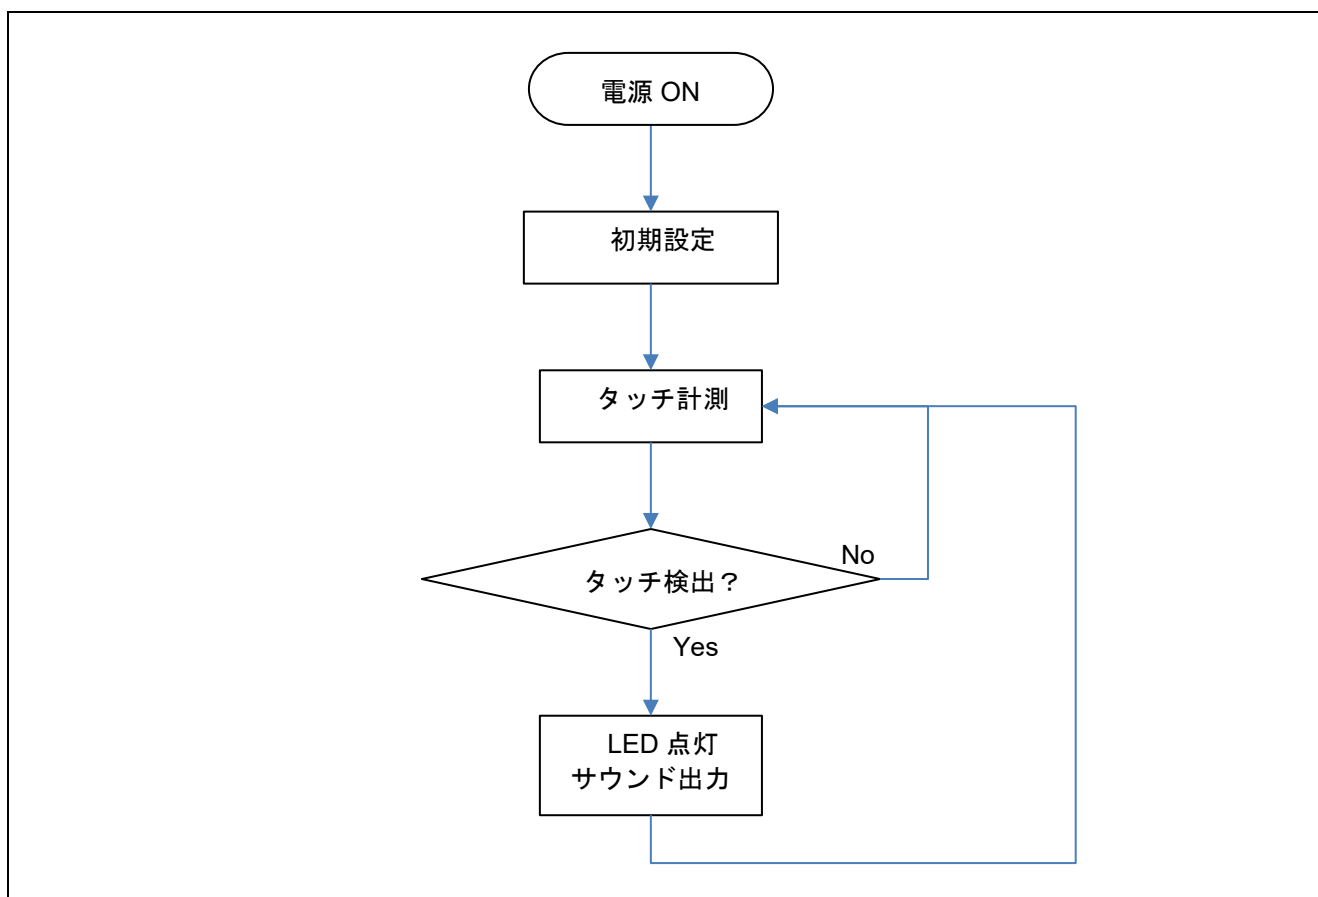 電源 ON
初期設定
タッチ計測
No
タッチ検出？
Yes
LED 点灯
サウンド出力